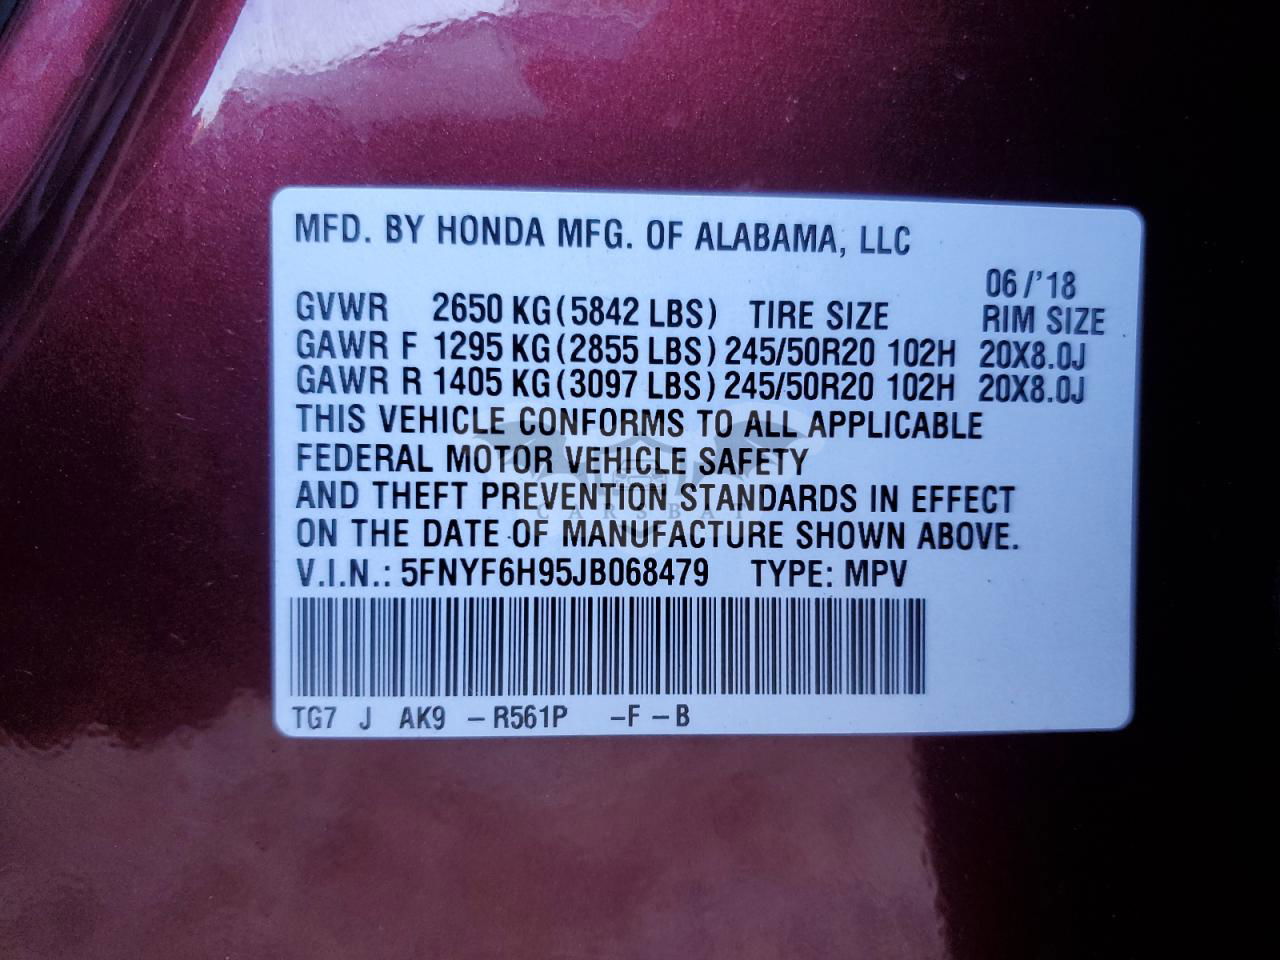 MFD. BY HONDA MFG. OF ALABAMA, LLC
06/'18
GVWR 2650 KG(5842 LBS) TIRE SIZE RIM SIZE
GAWR F 1295 KG(2855 LBS) 245/50R20 102H 20X8.0J
GAWR R 1405 KG(3097 LBS) 245/50R20 102H 20X8.0J
THIS VEHICLE CONFORMS TO ALL APPLICABLE
FEDERAL MOTOR VEHICLE SAFETY
AND THEFT PREVENTION STANDARDS IN EFFECT
CARSBAT
ON THE DATE OF MANUFACTURE SHOWN ABOVE.
V.I.N.: 5FNYF6H95JB068479 TYPE: MPV
TG7 J AK9 -R561P -F-B